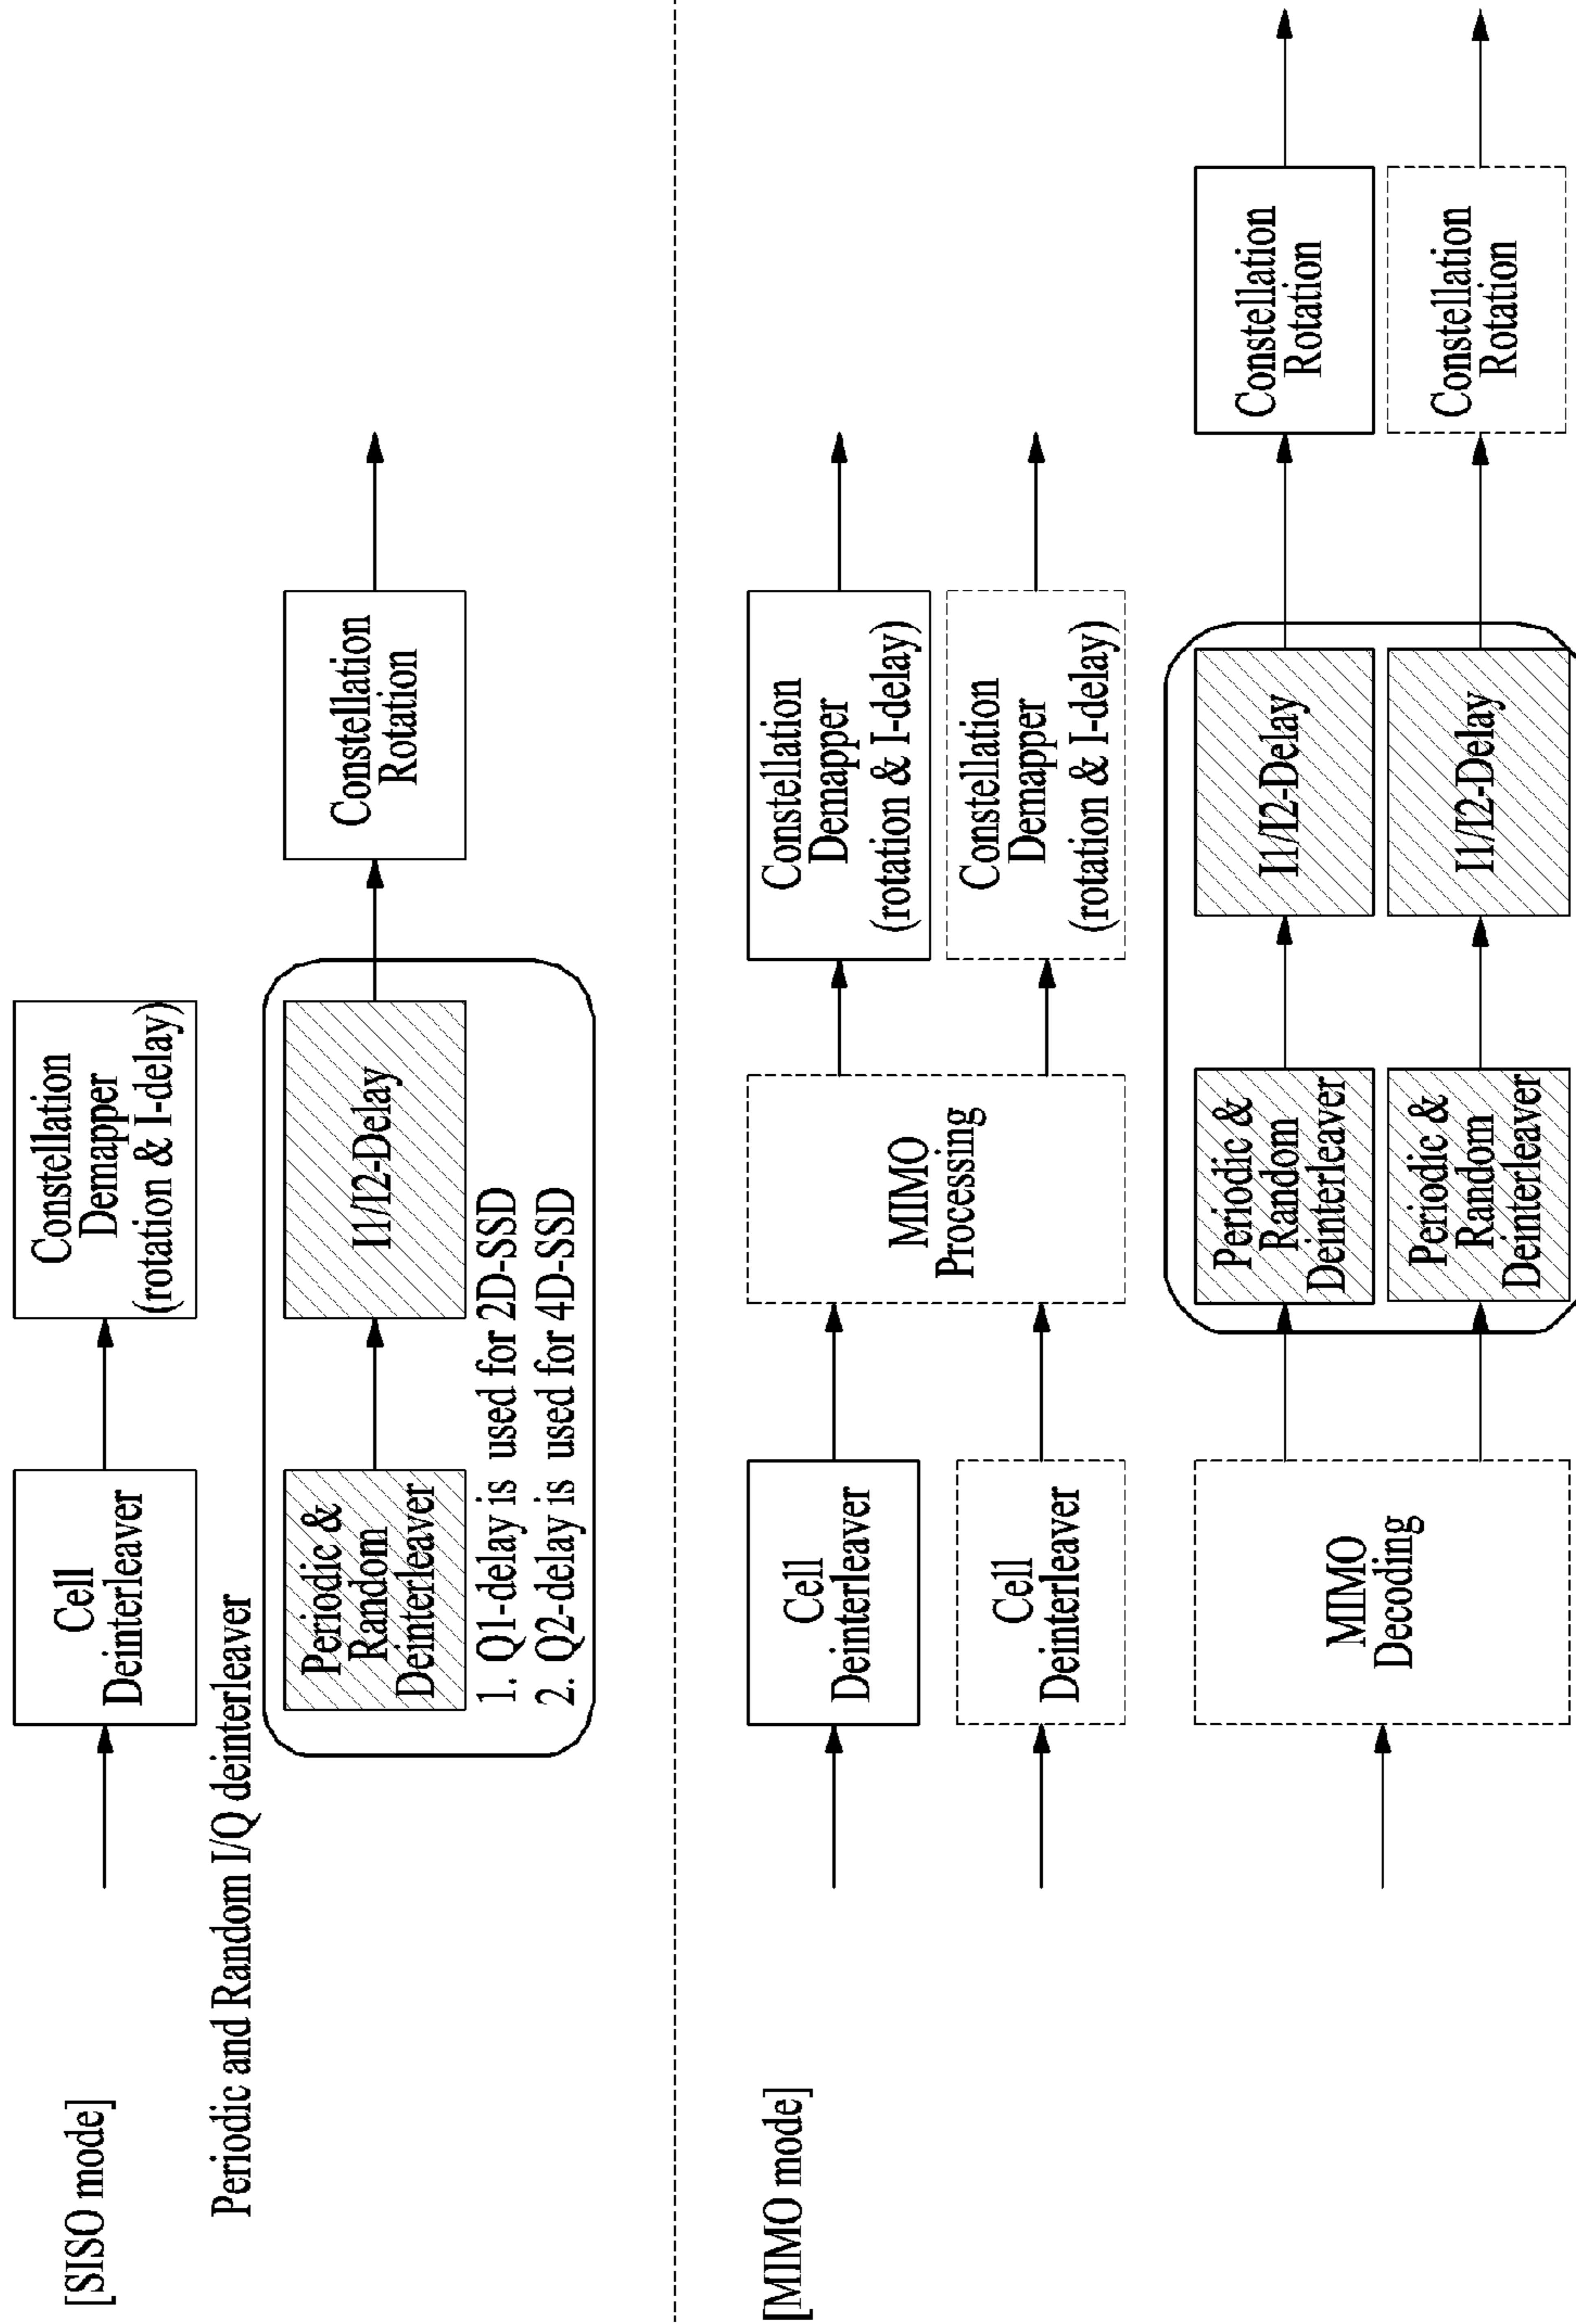 [SISO mode]
Cell
Deinterleaver
Constellation
Demapper
(rotation & I-delay)
Periodic and Random I/Q deinterleaver
Periodic &
Random
Deinterleaver
I1/I2-Delay
Constellation
Rotation
1. Q1-delay is used for 2D-SSD
2. Q2-delay is used for 4D-SSD
[MIMO mode]
Cell
Deinterleaver
Cell
Deinterleaver
MIMO
Processing
Constellation
Demapper
(rotation & I-delay)
Constellation
Demapper
(rotation & I-delay)
MIMO
Decoding
Periodic &
Random
Deinterleaver
I1/I2-Delay
Constellation
Rotation
Periodic &
Random
Deinterleaver
I1/I2-Delay
Constellation
Rotation